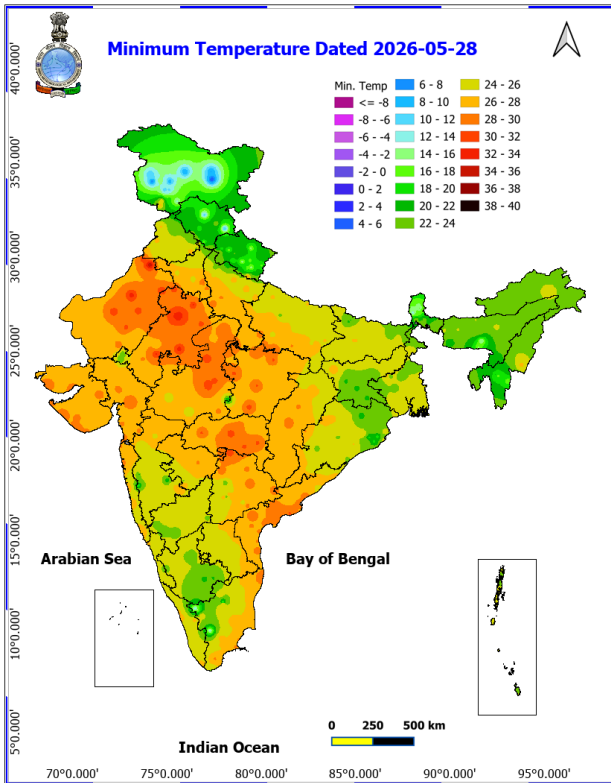 Minimum Temperature Dated 2026-05-28
Min. Temp
<= -8
-8 - -6
-6 - -4
-4 - -2
-2 - 0
0 - 2
2 - 4
4 - 6
6 - 8
8 - 10
10 - 12
12 - 14
14 - 16
16 - 18
18 - 20
20 - 22
22 - 24
24 - 26
26 - 28
28 - 30
30 - 32
32 - 34
34 - 36
36 - 38
38 - 40
40°0.000'
35°0.000'
30°0.000'
25°0.000'
20°0.000'
15°0.000'
10°0.000'
5°0.000'
Arabian Sea
Bay of Bengal
Indian Ocean
0 250 500 km
70°0.000' 75°0.000' 80°0.000' 85°0.000' 90°0.000' 95°0.000'